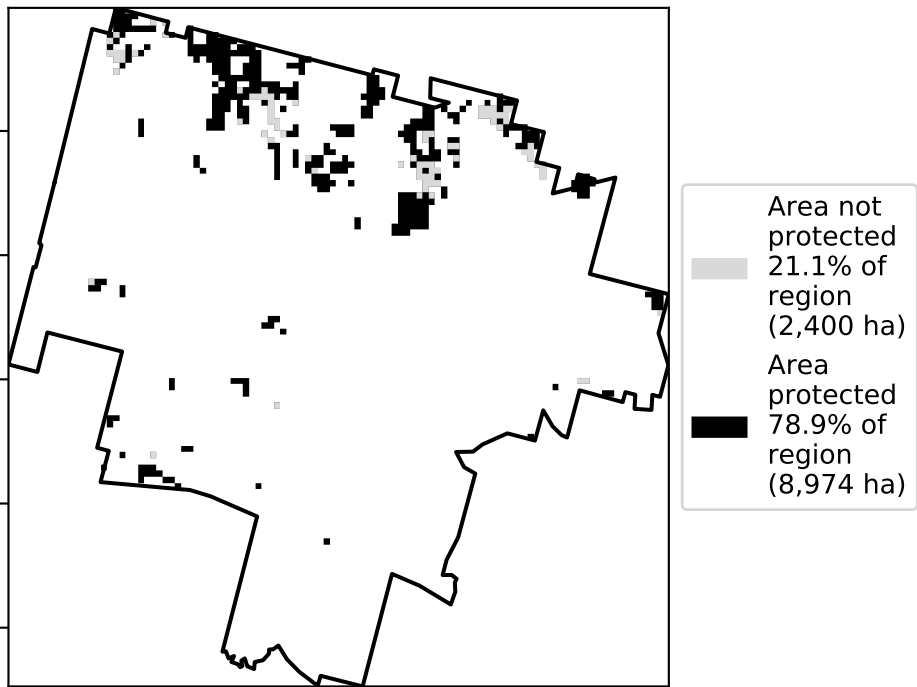 Area not
protected
21.1% of
region
(2,400 ha)
Area
protected
78.9% of
region
(8,974 ha)